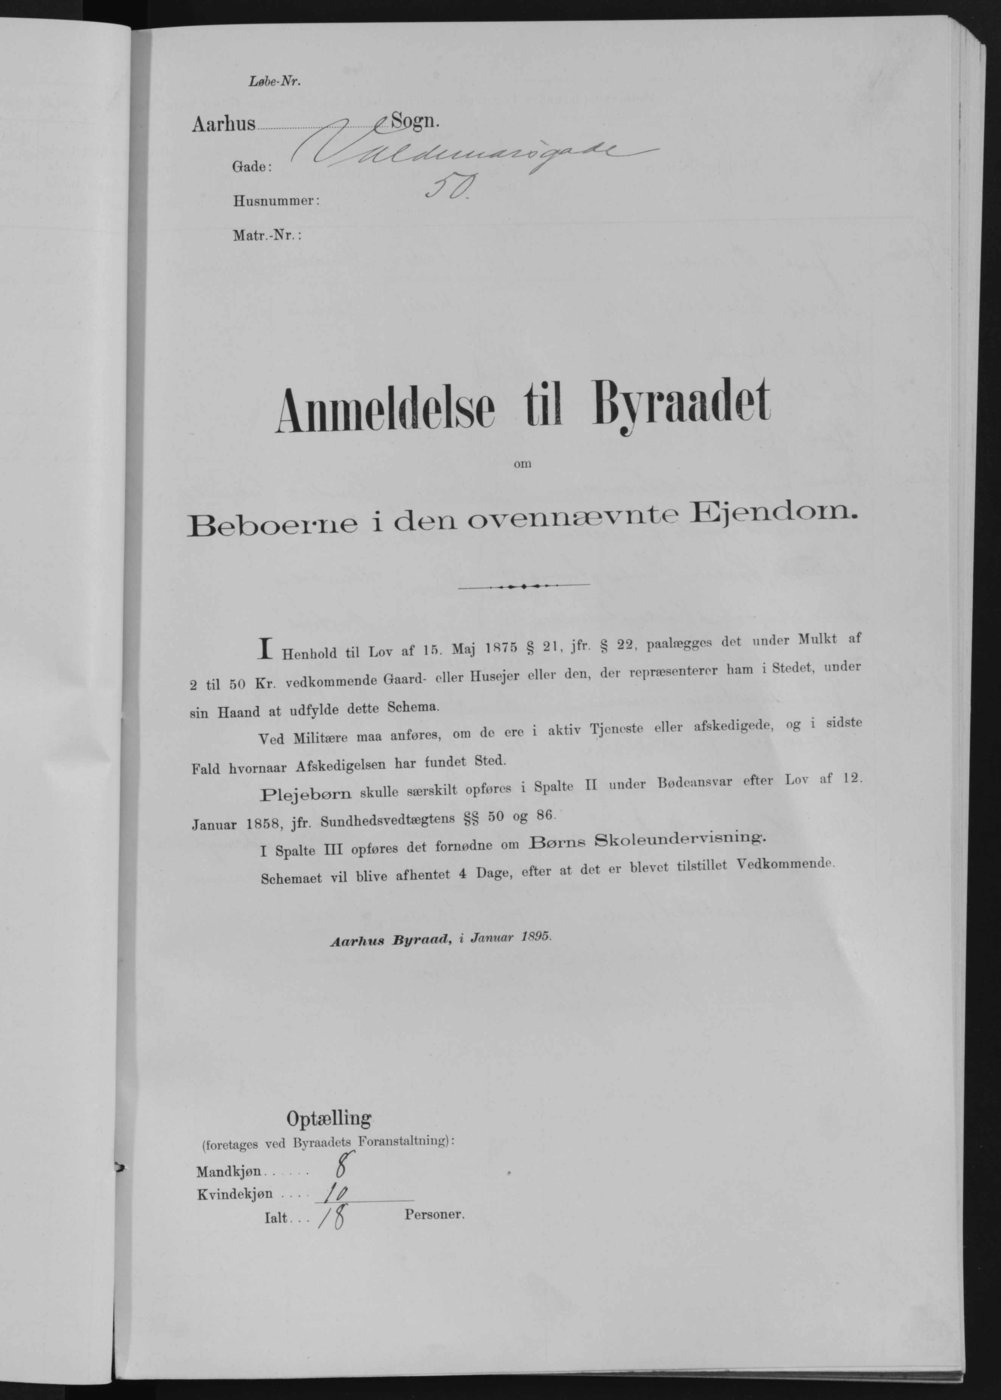 Løbe-Nr.
Aarhus Sogn.
Gade: Valdemarsgade
Husnummer: 50.
Matr.-Nr.:
Anmeldelse til Byraadet
om
Beboerne i den ovennævnte Ejendom.
I Henhold til Lov af 15. Maj 1875 § 21, jfr. § 22, paalægges det under Mulkt af
2 til 50 Kr. vedkommende Gaard- eller Husejer eller den, der repræsenterer ham i Stedet, under
sin Haand at udfylde dette Schema.
Ved Militære maa anføres, om de ere i aktiv Tjeneste eller afskedigede, og i sidste
Fald hvornaar Afskedigelsen har fundet Sted.
Plejebørn skulle særskilt opføres i Spalte II under Bødeansvar efter Lov af 12.
Januar 1858, jfr. Sundhedsvedtægtens §§ 50 og 86.
I Spalte III opføres det fornødne om Børns Skoleundervisning.
Schemaet vil blive afhentet 4 Dage, efter at det er blevet tilstillet Vedkommende.
Aarhus Byraad, i Januar 1895.
Optælling
(foretages ved Byraadets Foranstaltning):
Mandkjøn...... 8
Kvindekjøn .... 10
Ialt... 18 Personer.